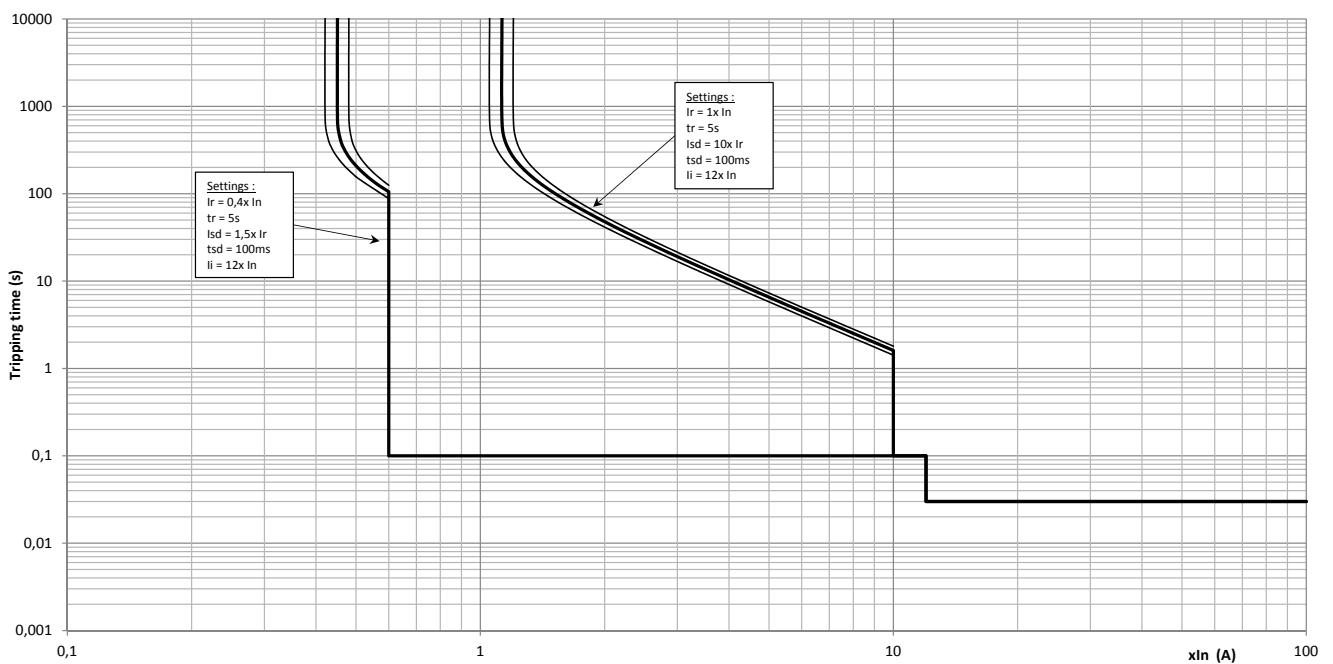 10000
1000
100
10
1
0,1
0,01
0,001
Tripping time (s)
Settings :
Ir = 0,4x In
tr = 5s
Isd = 1,5x Ir
tsd = 100ms
Ii = 12x In
Settings :
Ir = 1x In
tr = 5s
Isd = 10x Ir
tsd = 100ms
Ii = 12x In
0,1
1
10
100
xIn (A)